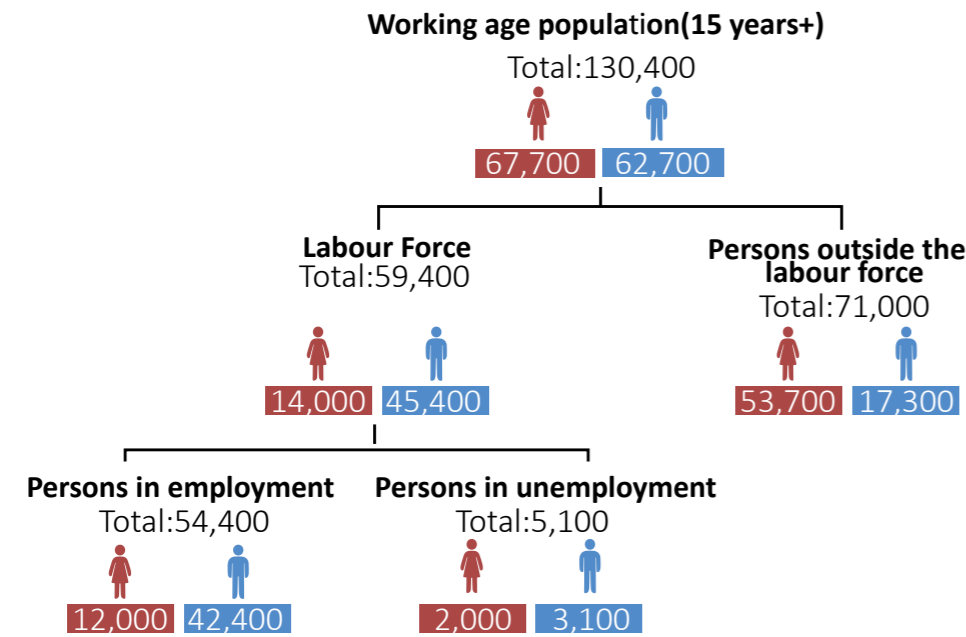 Working age population(15 years+)
Total:130,400
67,700 62,700
Labour Force
Total:59,400
14,000 45,400
Persons outside the
labour force
Total:71,000
53,700 17,300
Persons in employment
Total:54,400
12,000 42,400
Persons in unemployment
Total:5,100
2,000 3,100